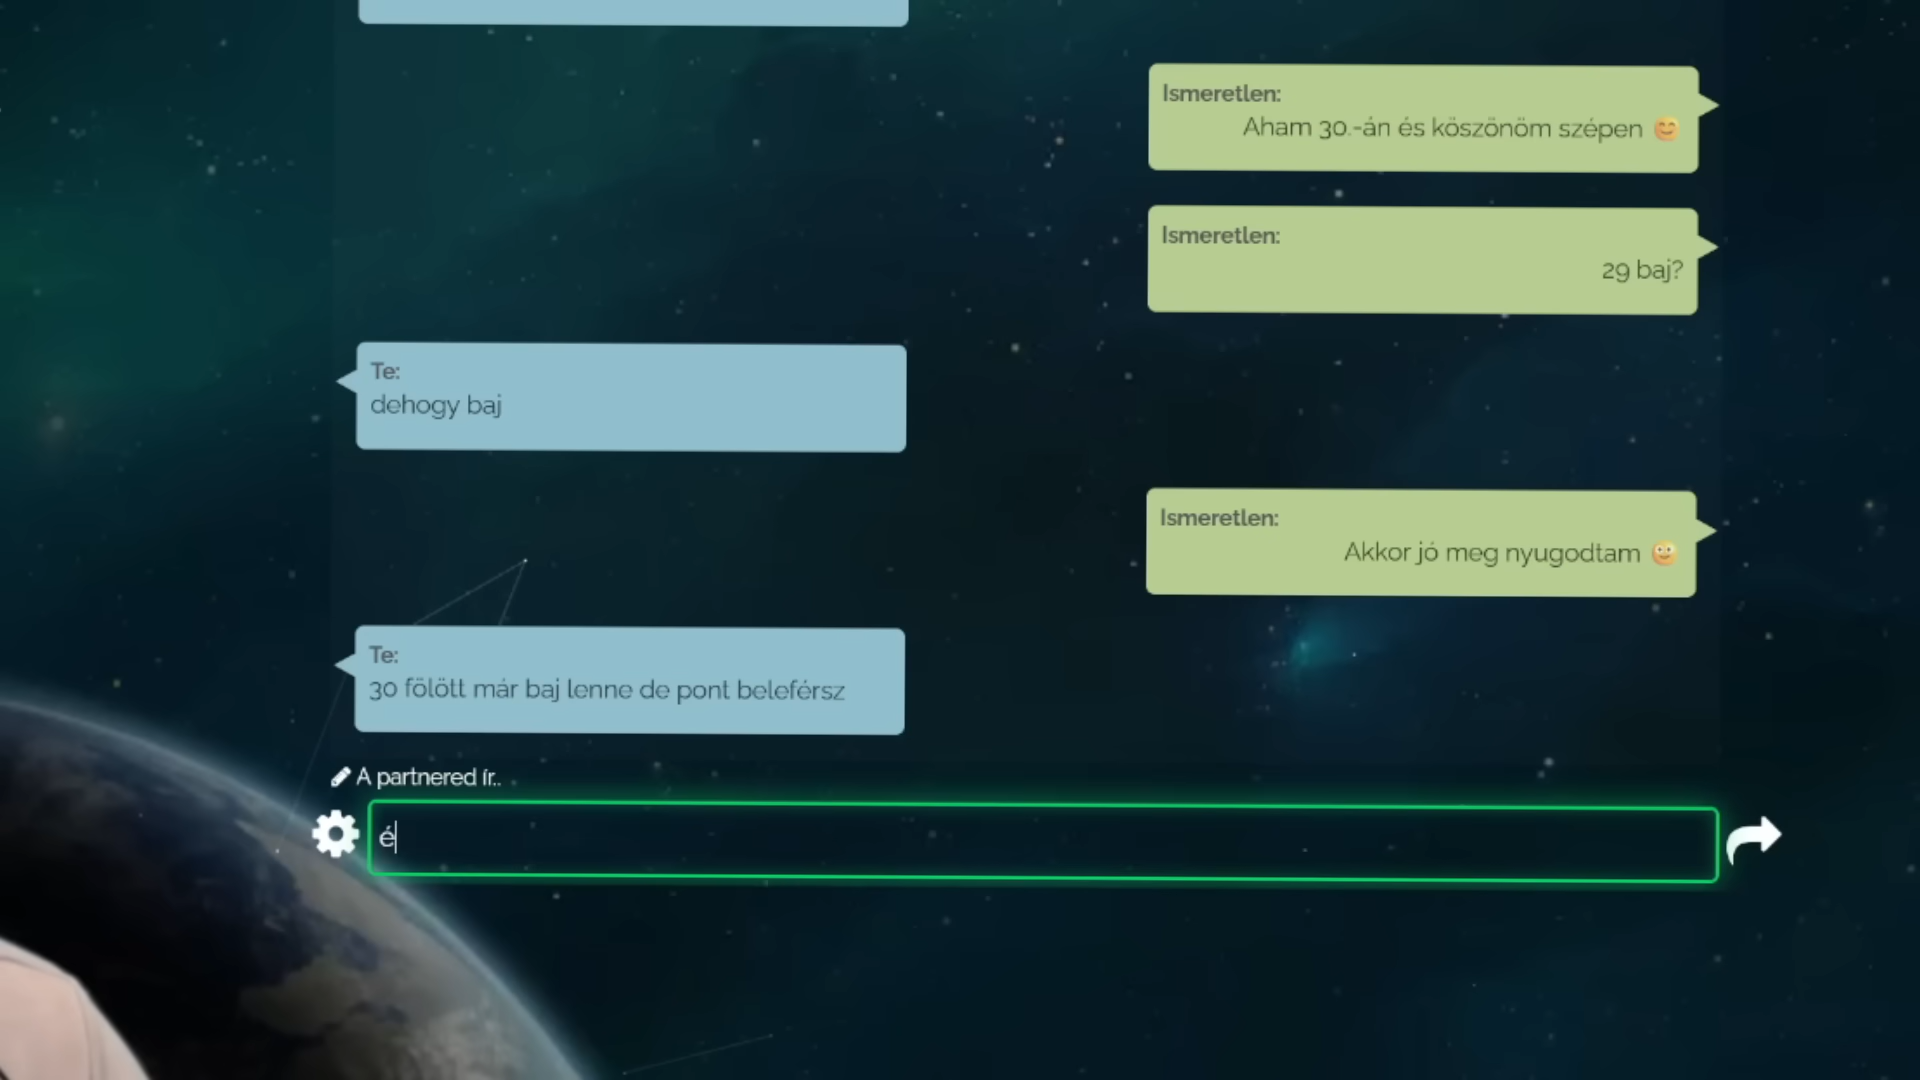 Ismeretlen:
Aham 30.-án és köszönöm szépen 😊
Ismeretlen:
29 baj?
Te:
dehogy baj
Ismeretlen:
Akkor jó meg nyugodtam 🙂
Te:
30 fölött már baj lenne de pont beleférsz
A partnered ír..
é